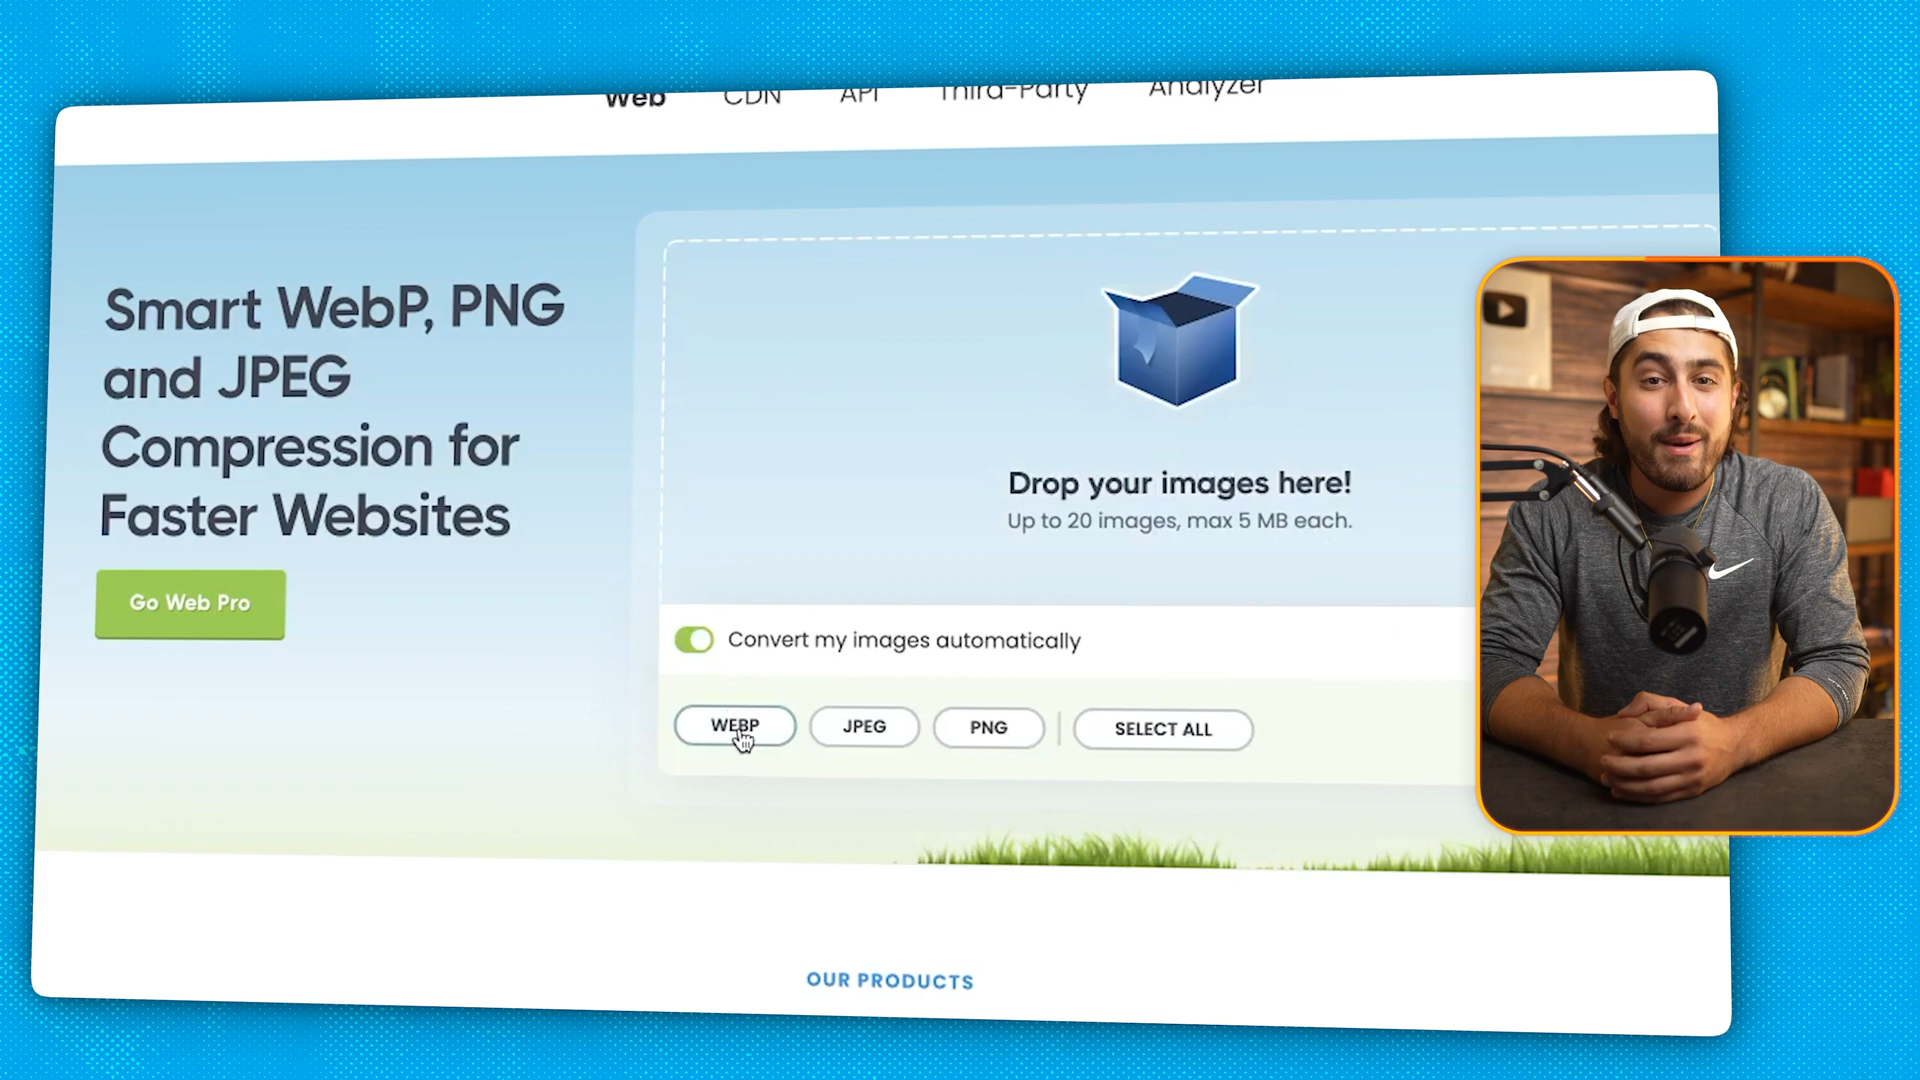 Web CDN API Third-Party Analyzer
Smart WebP, PNG
and JPEG
Compression for
Faster Websites
Go Web Pro
Drop your images here!
Up to 20 images, max 5 MB each.
Convert my images automatically
WEBP JPEG PNG SELECT ALL
OUR PRODUCTS